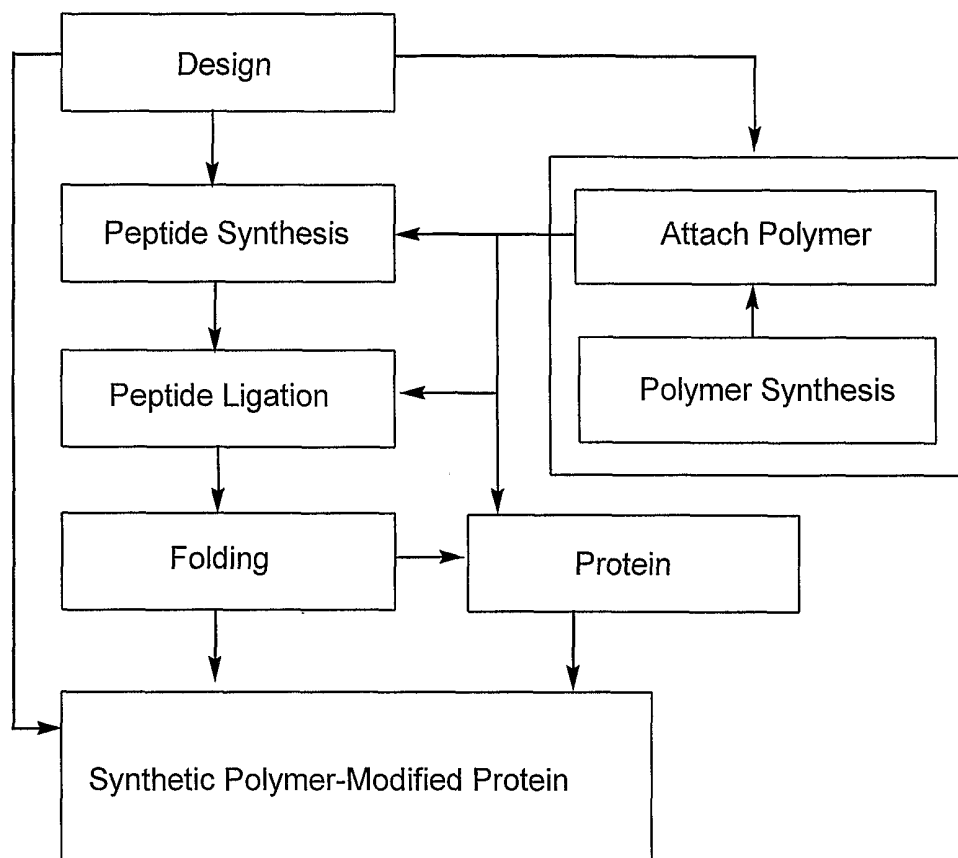 Design
Peptide Synthesis
Attach Polymer
Peptide Ligation
Polymer Synthesis
Folding
Protein
Synthetic Polymer-Modified Protein